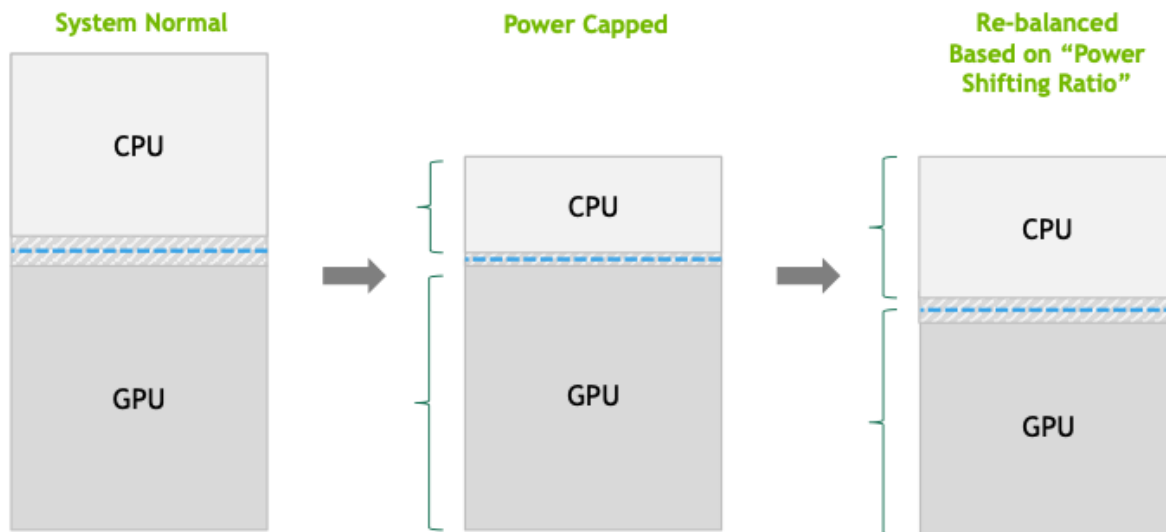 System Normal
Power Capped
Re-balanced
Based on “Power
Shifting Ratio”
CPU
GPU
CPU
GPU
CPU
GPU